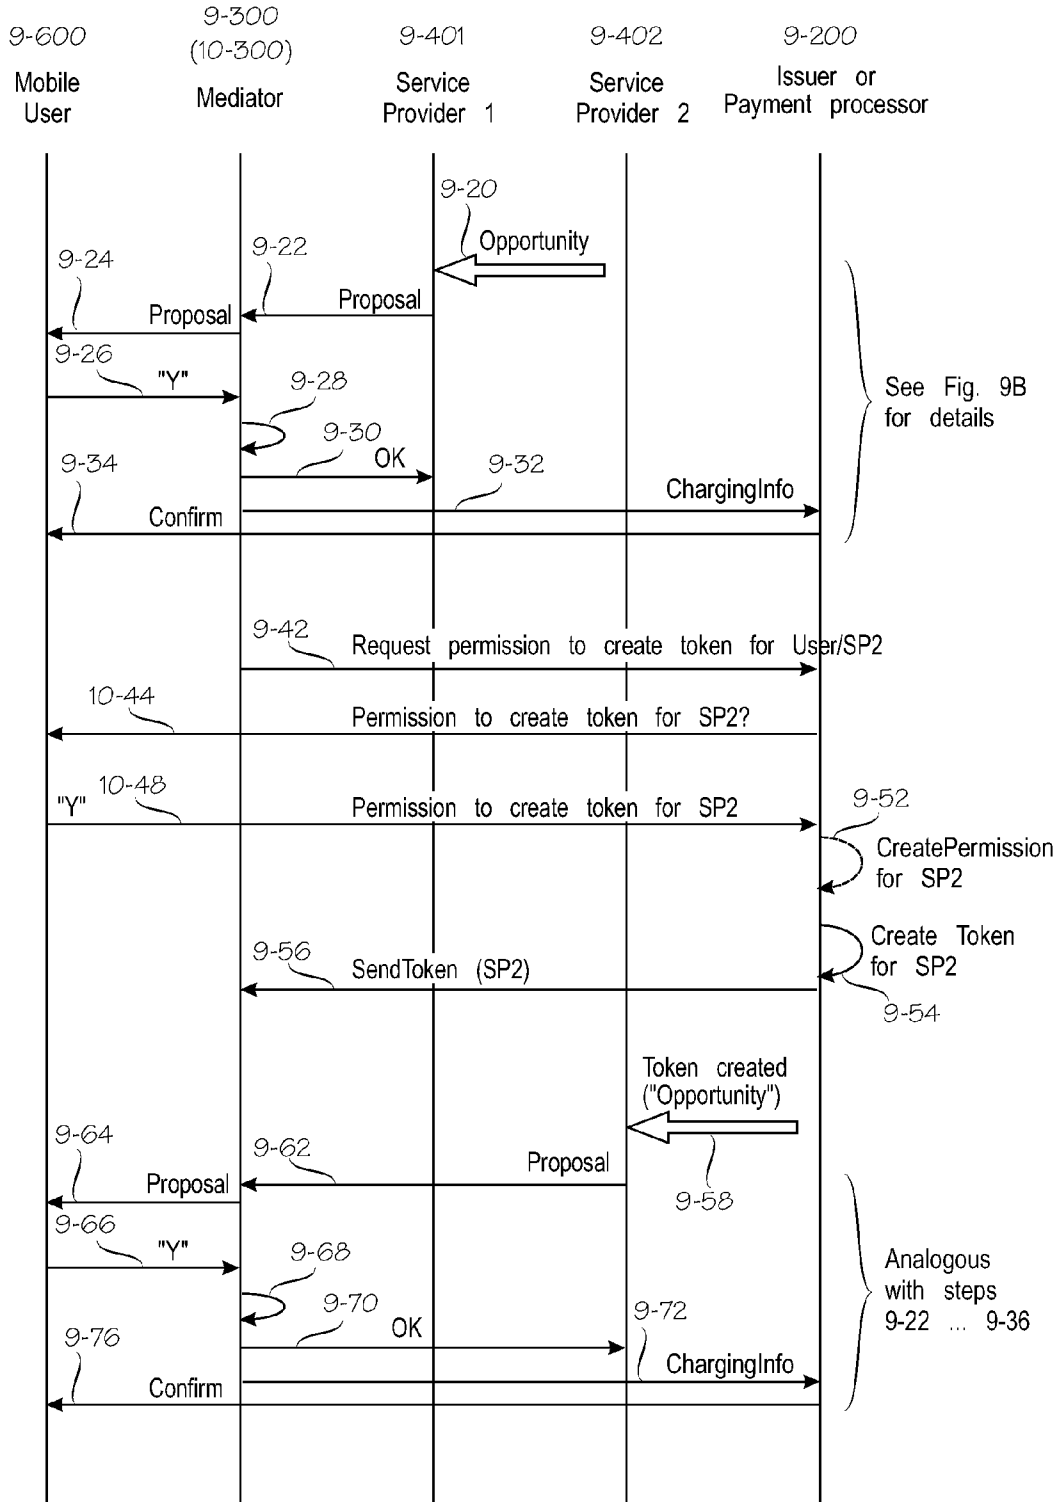 9-600
9-300
(10-300)
9-401
9-402
9-200
Mobile
User
Mediator
Service
Provider 1
Service
Provider 2
Issuer or
Payment processor
9-20
Opportunity
9-22
Proposal
9-24
Proposal
9-26
"Y"
9-28
9-30
OK
9-32
ChargingInfo
9-34
Confirm
See Fig. 9B
for details
9-42
Request permission to create token for User/SP2
10-44
Permission to create token for SP2?
10-48
"Y"
Permission to create token for SP2
9-52
CreatePermission
for SP2
Create Token
for SP2
9-54
9-56
SendToken (SP2)
Token created
("Opportunity")
9-58
9-62
Proposal
9-64
Proposal
9-66
"Y"
9-68
9-70
OK
9-72
ChargingInfo
9-76
Confirm
Analogous
with steps
9-22 ... 9-36